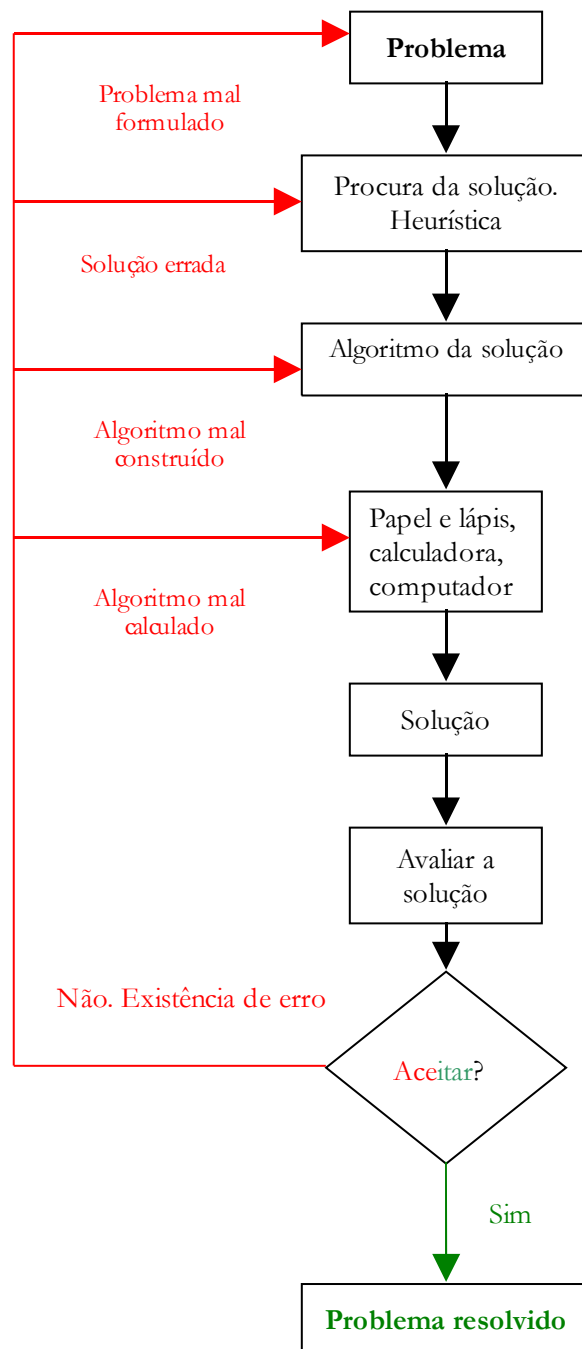 Problema
Problema mal
formulado
Procura da solução.
Heurística
Solução errada
Algoritmo da solução
Algoritmo mal
construído
Papel e lápis,
calculadora,
computador
Algoritmo mal
calculado
Solução
Avaliar a
solução
Não. Existência de erro
Aceitar?
Sim
Problema resolvido